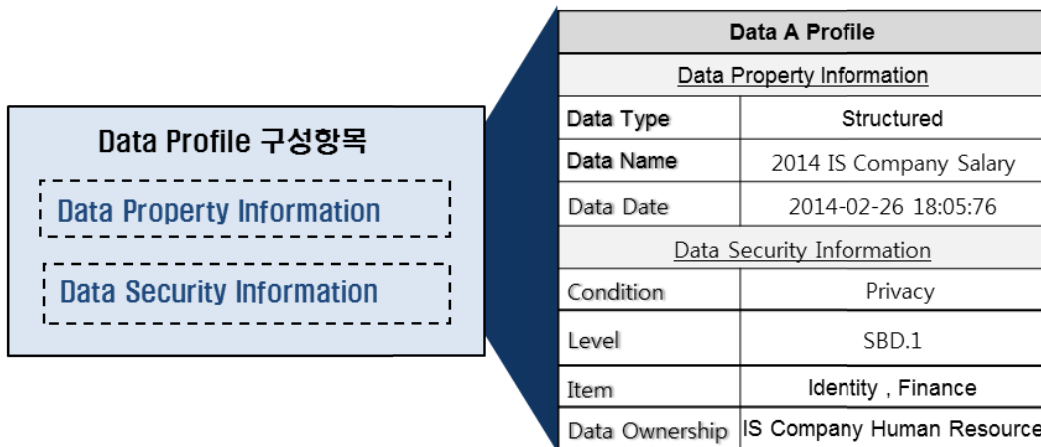 Data Profile 구성항목
Data Property Information
Data Security Information
Data A Profile
Data Property Information
Data Type Structured
Data Name 2014 IS Company Salary
Data Date 2014-02-26 18:05:76
Data Security Information
Condition Privacy
Level SBD.1
Item Identity , Finance
Data Ownership IS Company Human Resource